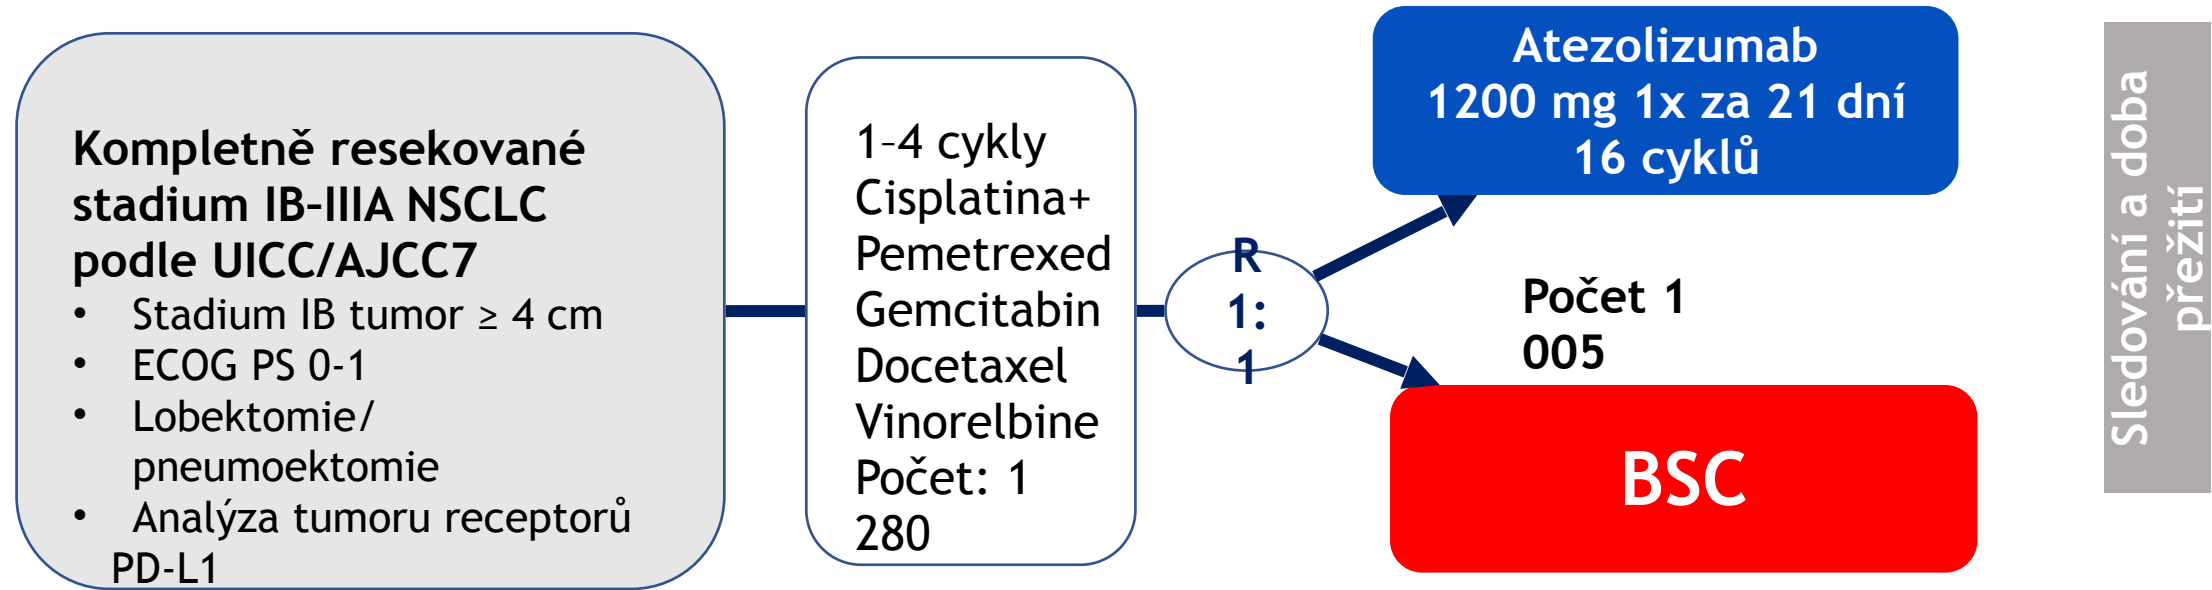 Kompletně resekované
stadium IB-IIIA NSCLC
podle UICC/AJCC7
• Stadium IB tumor ≥ 4 cm
• ECOG PS 0-1
• Lobektomie/
pneumoektomie
• Analýza tumoru receptorů
PD-L1
1-4 cykly
Cisplatina+
Pemetrexed
Gemcitabin
Docetaxel
Vinorelbine
Počet: 1
280
R
1:
1
Atezolizumab
1200 mg 1x za 21 dní
16 cyklů
Počet 1
005
BSC
Sledování a doba
přežití